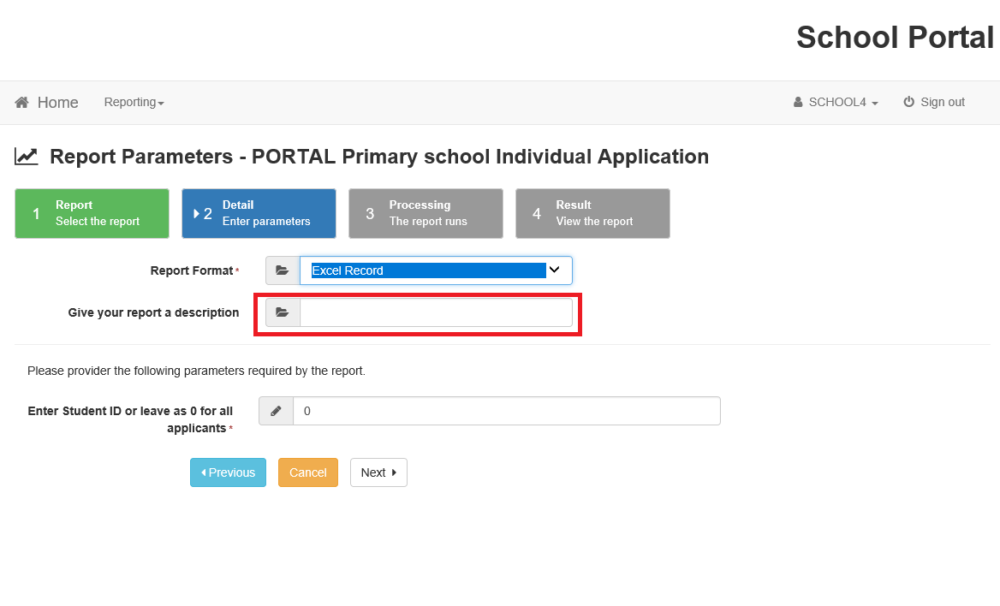 School Portal
Home Reporting SCHOOL4 Sign out
Report Parameters - PORTAL Primary school Individual Application
1 Report Select the report
2 Detail Enter parameters
3 Processing The report runs
4 Result View the report
Report Format * Excel Record
Give your report a description
Please provider the following parameters required by the report.
Enter Student ID or leave as 0 for all
applicants * 0
Previous Cancel Next